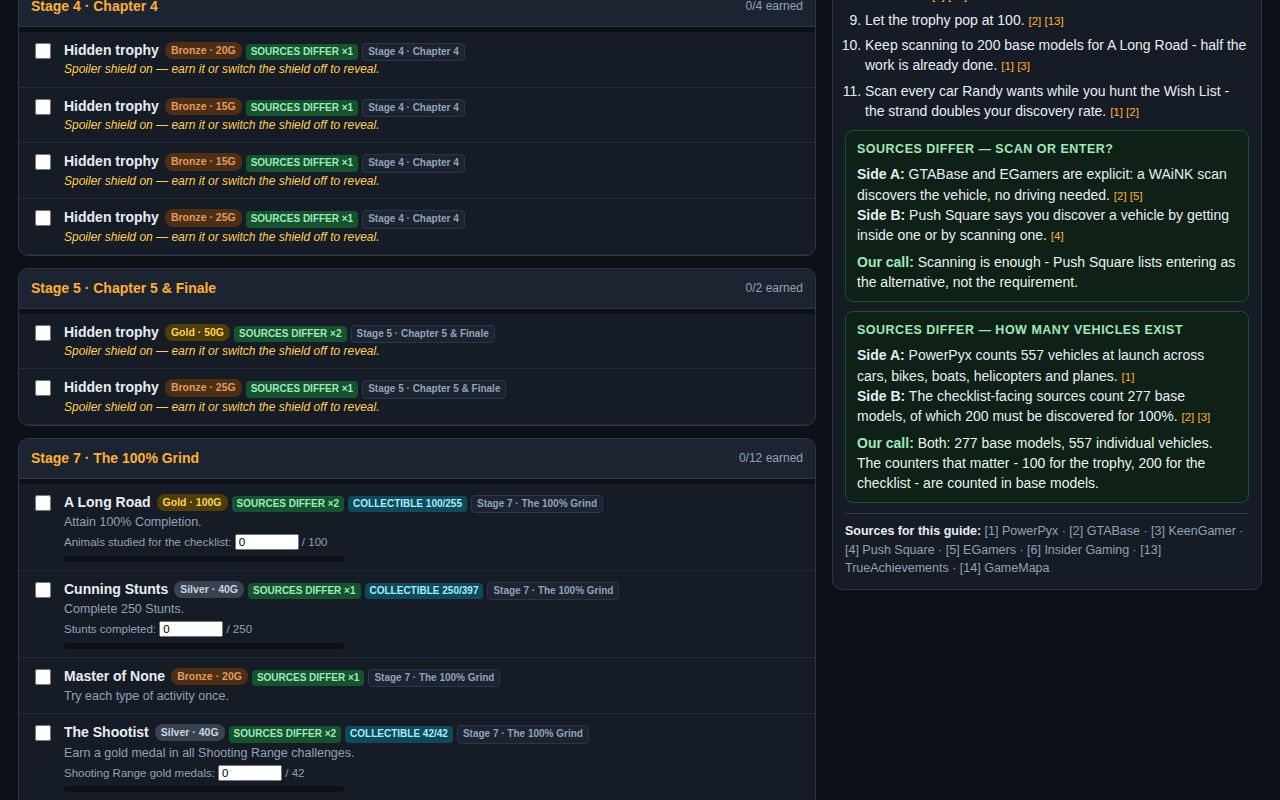 Stage 4 · Chapter 4
0/4 earned
Hidden trophy Bronze · 20G SOURCES DIFFER ×1 Stage 4 · Chapter 4
Spoiler shield on — earn it or switch the shield off to reveal.
Hidden trophy Bronze · 15G SOURCES DIFFER ×1 Stage 4 · Chapter 4
Spoiler shield on — earn it or switch the shield off to reveal.
Hidden trophy Bronze · 15G SOURCES DIFFER ×1 Stage 4 · Chapter 4
Spoiler shield on — earn it or switch the shield off to reveal.
Hidden trophy Bronze · 25G SOURCES DIFFER ×1 Stage 4 · Chapter 4
Spoiler shield on — earn it or switch the shield off to reveal.
Stage 5 · Chapter 5 & Finale
0/2 earned
Hidden trophy Gold · 50G SOURCES DIFFER ×2 Stage 5 · Chapter 5 & Finale
Spoiler shield on — earn it or switch the shield off to reveal.
Hidden trophy Bronze · 25G SOURCES DIFFER ×1 Stage 5 · Chapter 5 & Finale
Spoiler shield on — earn it or switch the shield off to reveal.
Stage 7 · The 100% Grind
0/12 earned
A Long Road Gold · 100G SOURCES DIFFER ×2 COLLECTIBLE 100/255 Stage 7 · The 100% Grind
Attain 100% Completion.
Animals studied for the checklist: 0 / 100
Cunning Stunts Silver · 40G SOURCES DIFFER ×1 COLLECTIBLE 250/397 Stage 7 · The 100% Grind
Complete 250 Stunts.
Stunts completed: 0 / 250
Master of None Bronze · 20G SOURCES DIFFER ×1 Stage 7 · The 100% Grind
Try each type of activity once.
The Shootist Silver · 40G SOURCES DIFFER ×2 COLLECTIBLE 42/42 Stage 7 · The 100% Grind
Earn a gold medal in all Shooting Range challenges.
Shooting Range gold medals: 0 / 42
9. Let the trophy pop at 100. [2] [13]
10. Keep scanning to 200 base models for A Long Road - half the
work is already done. [1] [3]
11. Scan every car Randy wants while you hunt the Wish List -
the strand doubles your discovery rate. [1] [2]
SOURCES DIFFER — SCAN OR ENTER?
Side A: GTABase and EGamers are explicit: a WAiNK scan
discovers the vehicle, no driving needed. [2] [5]
Side B: Push Square says you discover a vehicle by getting
inside one or by scanning one. [4]
Our call: Scanning is enough - Push Square lists entering as
the alternative, not the requirement.
SOURCES DIFFER — HOW MANY VEHICLES EXIST
Side A: PowerPyx counts 557 vehicles at launch across
cars, bikes, boats, helicopters and planes. [1]
Side B: The checklist-facing sources count 277 base
models, of which 200 must be discovered for 100%. [2] [3]
Our call: Both: 277 base models, 557 individual vehicles.
The counters that matter - 100 for the trophy, 200 for the
checklist - are counted in base models.
Sources for this guide: [1] PowerPyx · [2] GTABase · [3] KeenGamer ·
[4] Push Square · [5] EGamers · [6] Insider Gaming · [13]
TrueAchievements · [14] GameMapa